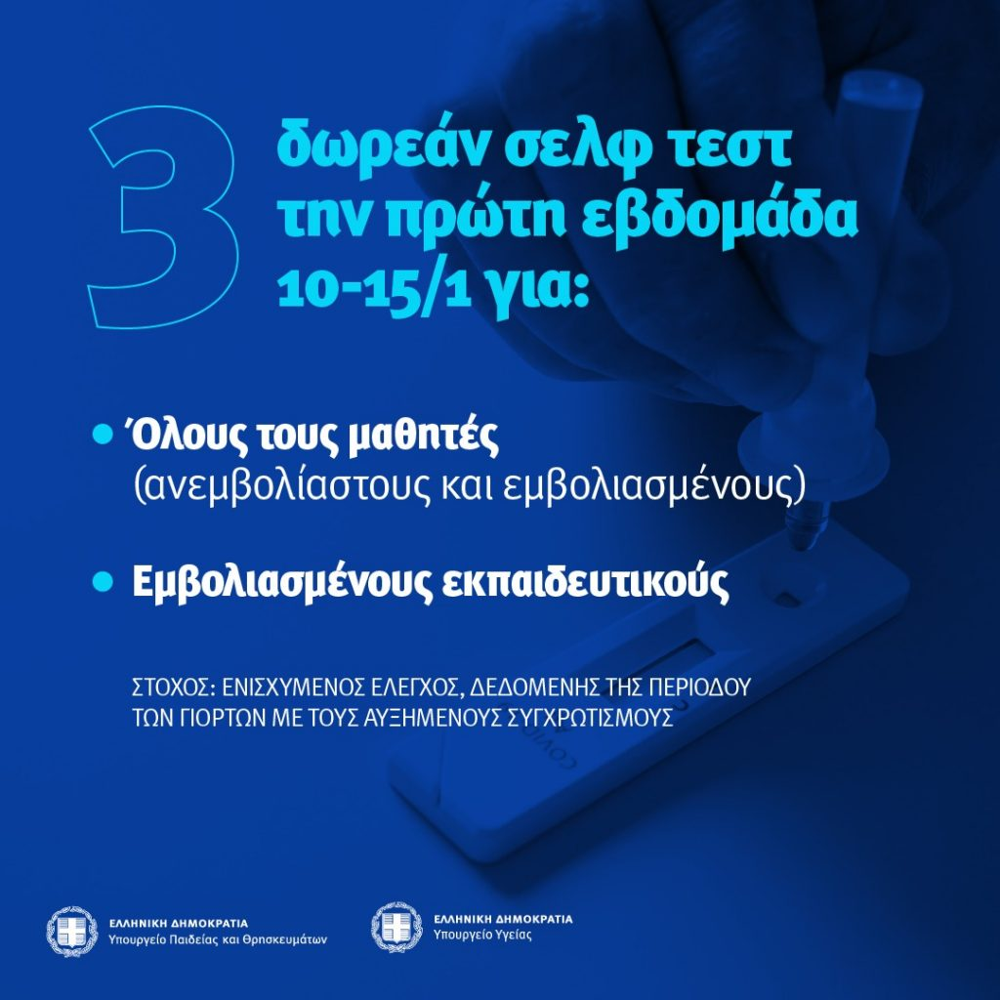 3
δωρεάν σελφ τεστ
την πρώτη εβδομάδα
10-15/1 για:
• Όλους τους μαθητές
(ανεμβολίαστους και εμβολιασμένους)
• Εμβολιασμένους εκπαιδευτικούς
ΣΤΟΧΟΣ: ΕΝΙΣΧΥΜΕΝΟΣ ΕΛΕΓΧΟΣ, ΔΕΔΟΜΕΝΗΣ ΤΗΣ ΠΕΡΙΟΔΟΥ
ΤΩΝ ΓΙΟΡΤΩΝ ΜΕ ΤΟΥΣ ΑΥΞΗΜΕΝΟΥΣ ΣΥΓΧΡΩΤΙΣΜΟΥΣ
COVID
ΕΛΛΗΝΙΚΗ ΔΗΜΟΚΡΑΤΙΑ
Υπουργείο Παιδείας και Θρησκευμάτων
ΕΛΛΗΝΙΚΗ ΔΗΜΟΚΡΑΤΙΑ
Υπουργείο Υγείας